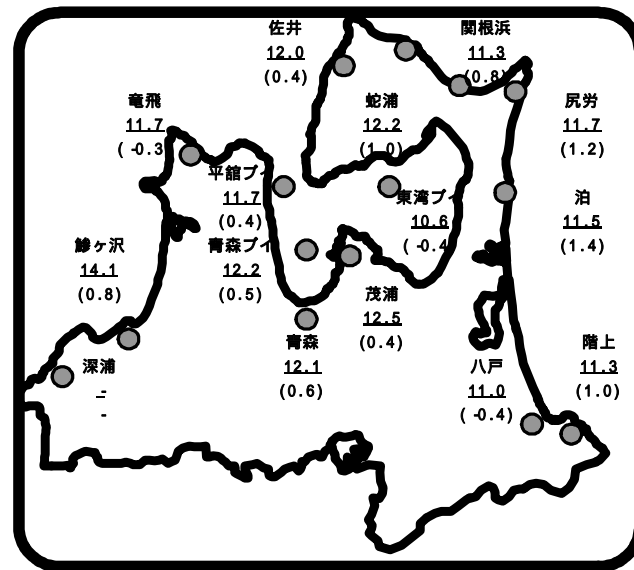 佐井
12.0
(0.4)
関根浜
11.3
(0.8)
竜飛
11.7
( -0.3
蛇浦
12.2
(1.0)
尻労
11.7
(1.2)
平舘ブイ
11.7
(0.4)
東湾ブイ
10.6
( -0.4
泊
11.5
(1.4)
鰺ヶ沢
14.1
(0.8)
青森ブイ
12.2
(0.5)
茂浦
12.5
(0.4)
深浦
-
-
青森
12.1
(0.6)
八戸
11.0
( -0.4)
階上
11.3
(1.0)